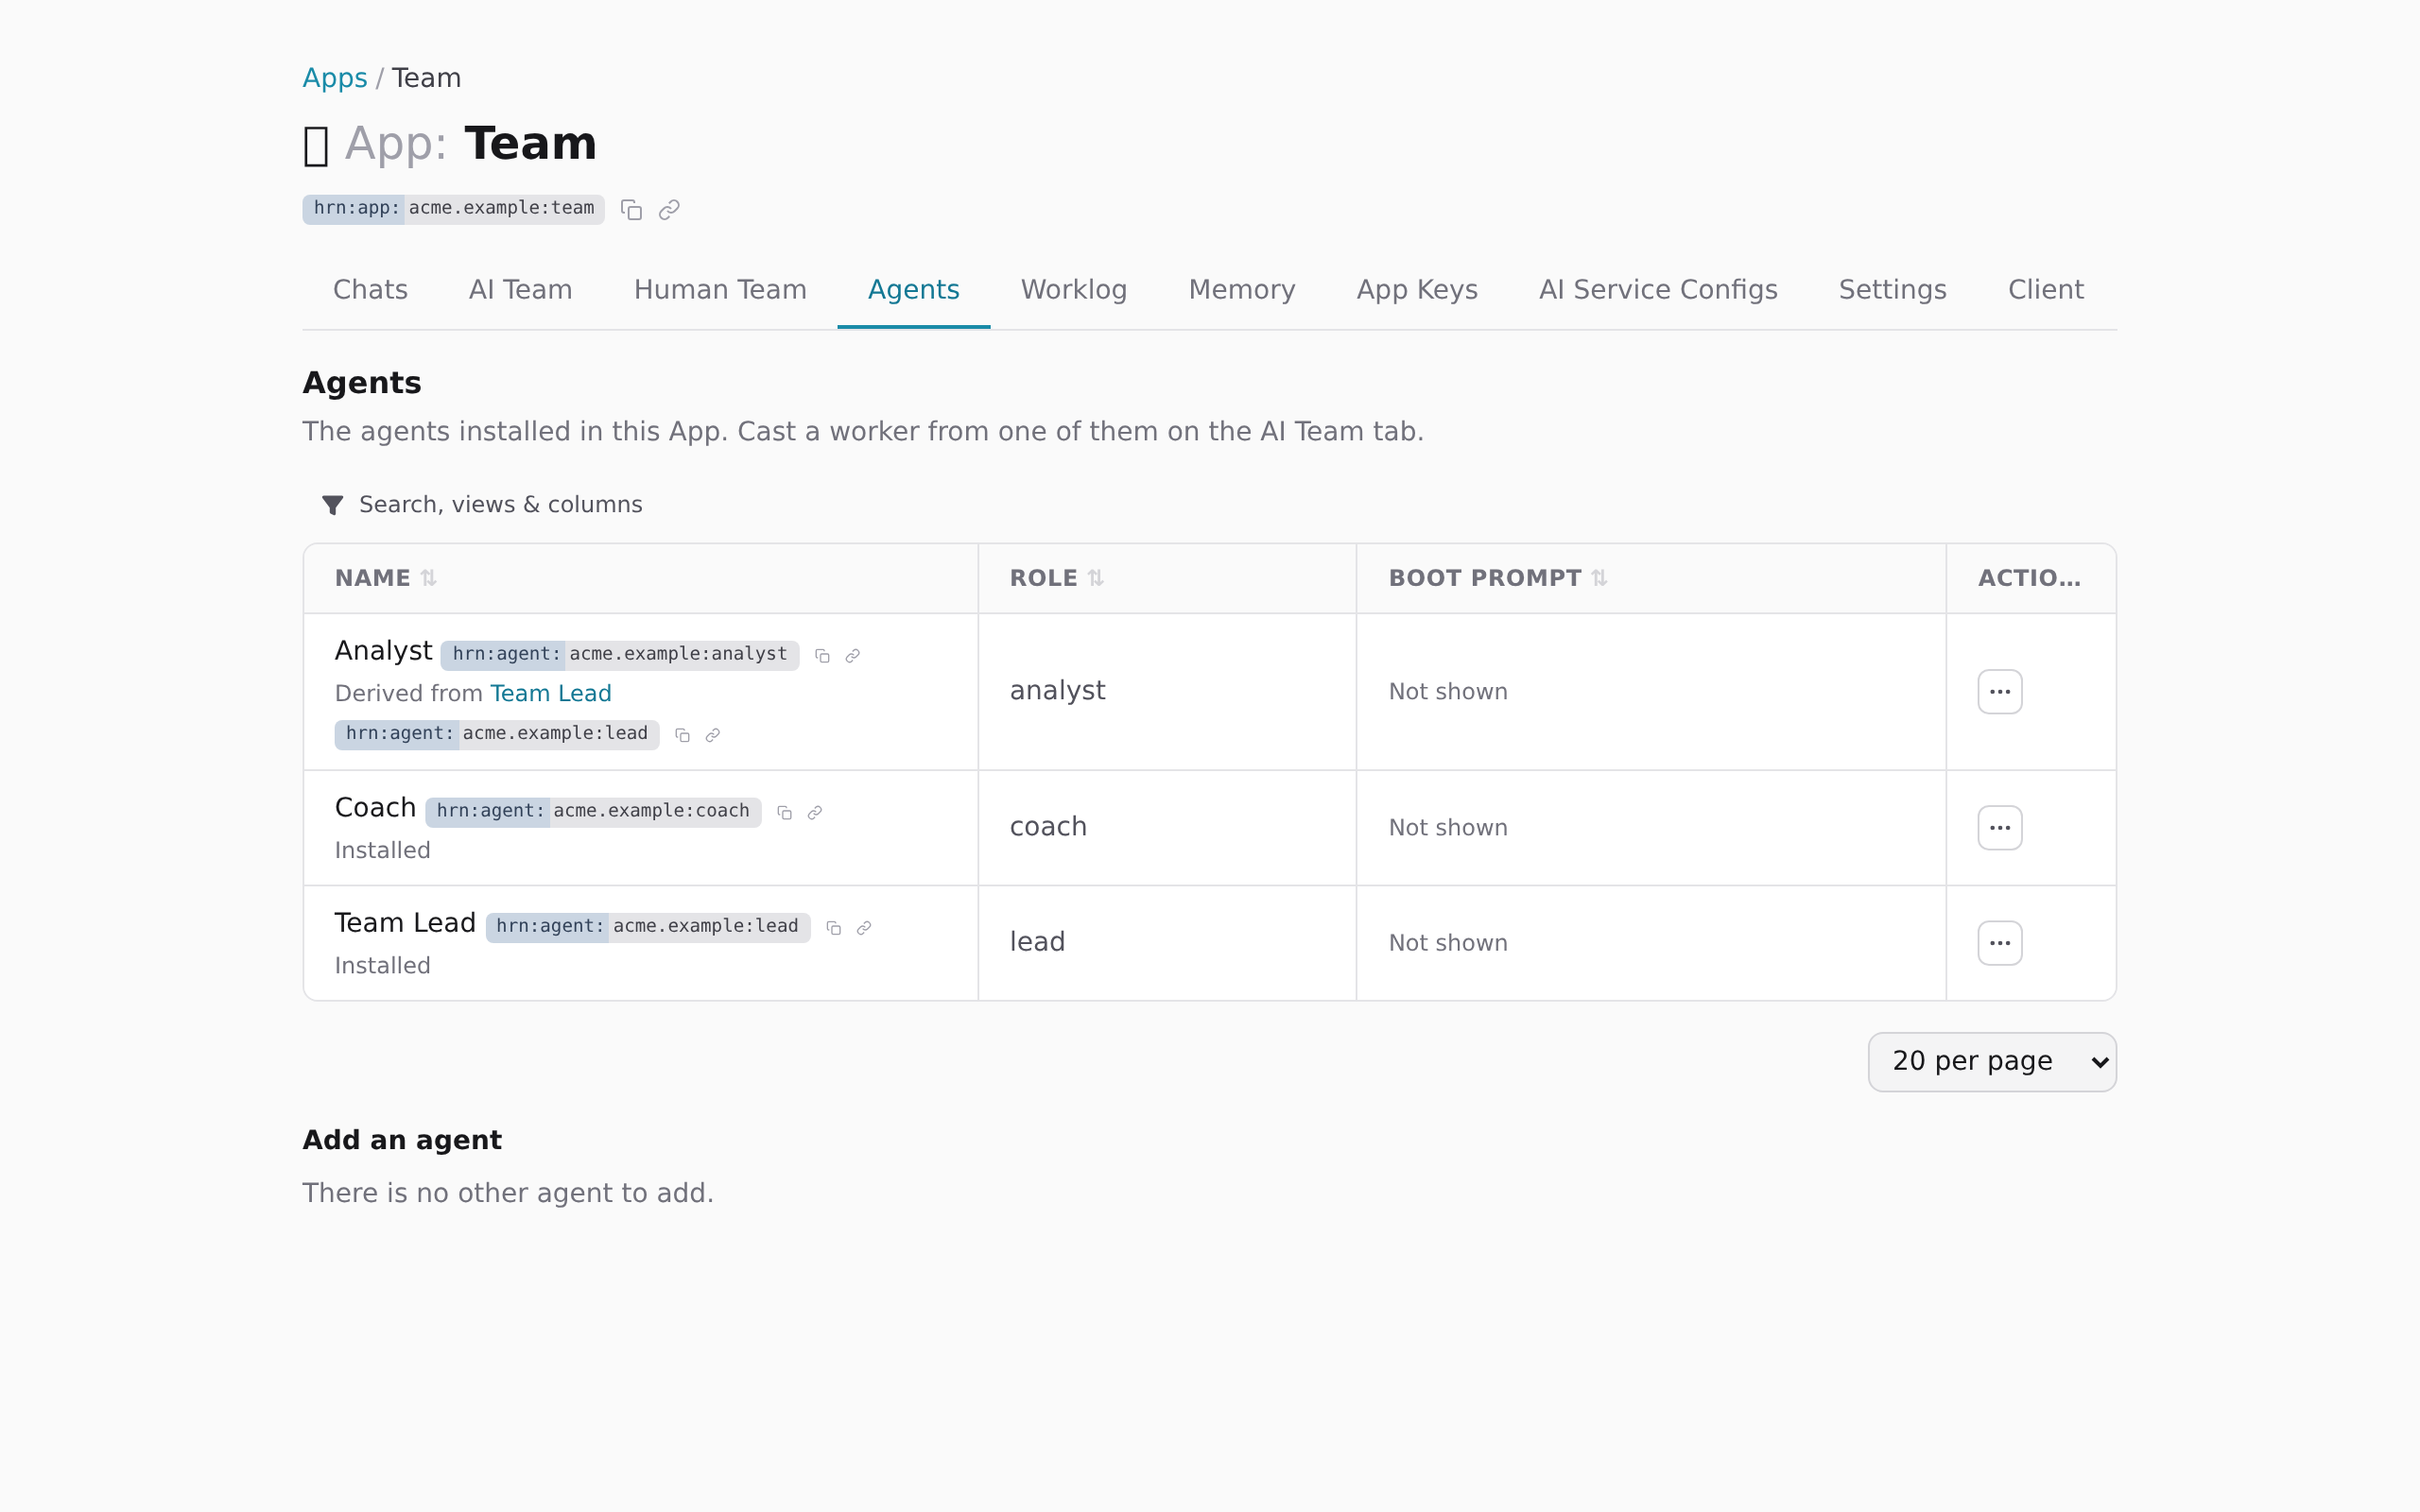 Apps / Team
App: Team
hrn:app: acme.example:team
Chats AI Team Human Team Agents Worklog Memory App Keys AI Service Configs Settings Client
Agents
The agents installed in this App. Cast a worker from one of them on the AI Team tab.
Search, views & columns
NAME ROLE BOOT PROMPT ACTIO...
Analyst hrn:agent: acme.example:analyst
Derived from Team Lead
hrn:agent: acme.example:lead
analyst
Not shown
Coach hrn:agent: acme.example:coach
Installed
coach
Not shown
Team Lead hrn:agent: acme.example:lead
Installed
lead
Not shown
20 per page
Add an agent
There is no other agent to add.